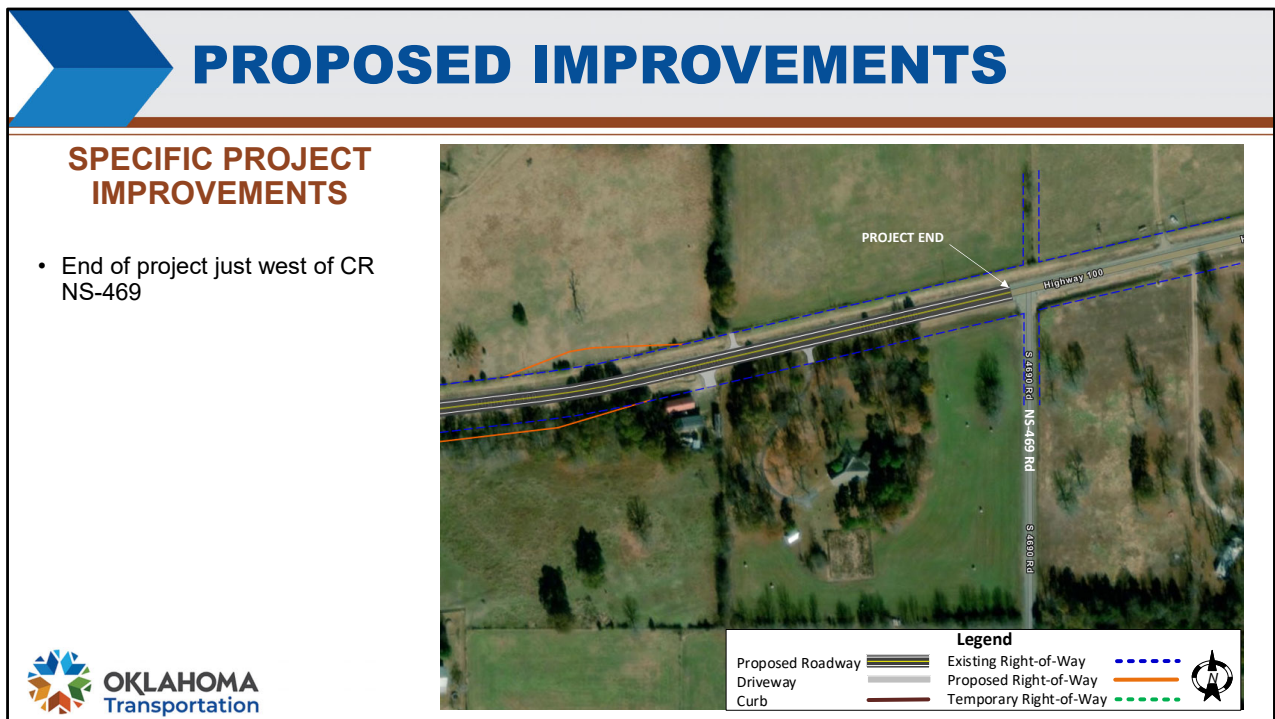 PROPOSED IMPROVEMENTS
SPECIFIC PROJECT
IMPROVEMENTS
• End of project just west of CR
NS-469
PROJECT END
Highway 100
H
S 4690 Rd
NS-469 Rd
S 4690 Rd
Legend
Proposed Roadway
Driveway
Curb
Existing Right-of-Way
Proposed Right-of-Way
Temporary Right-of-Way
N
OKLAHOMA
Transportation